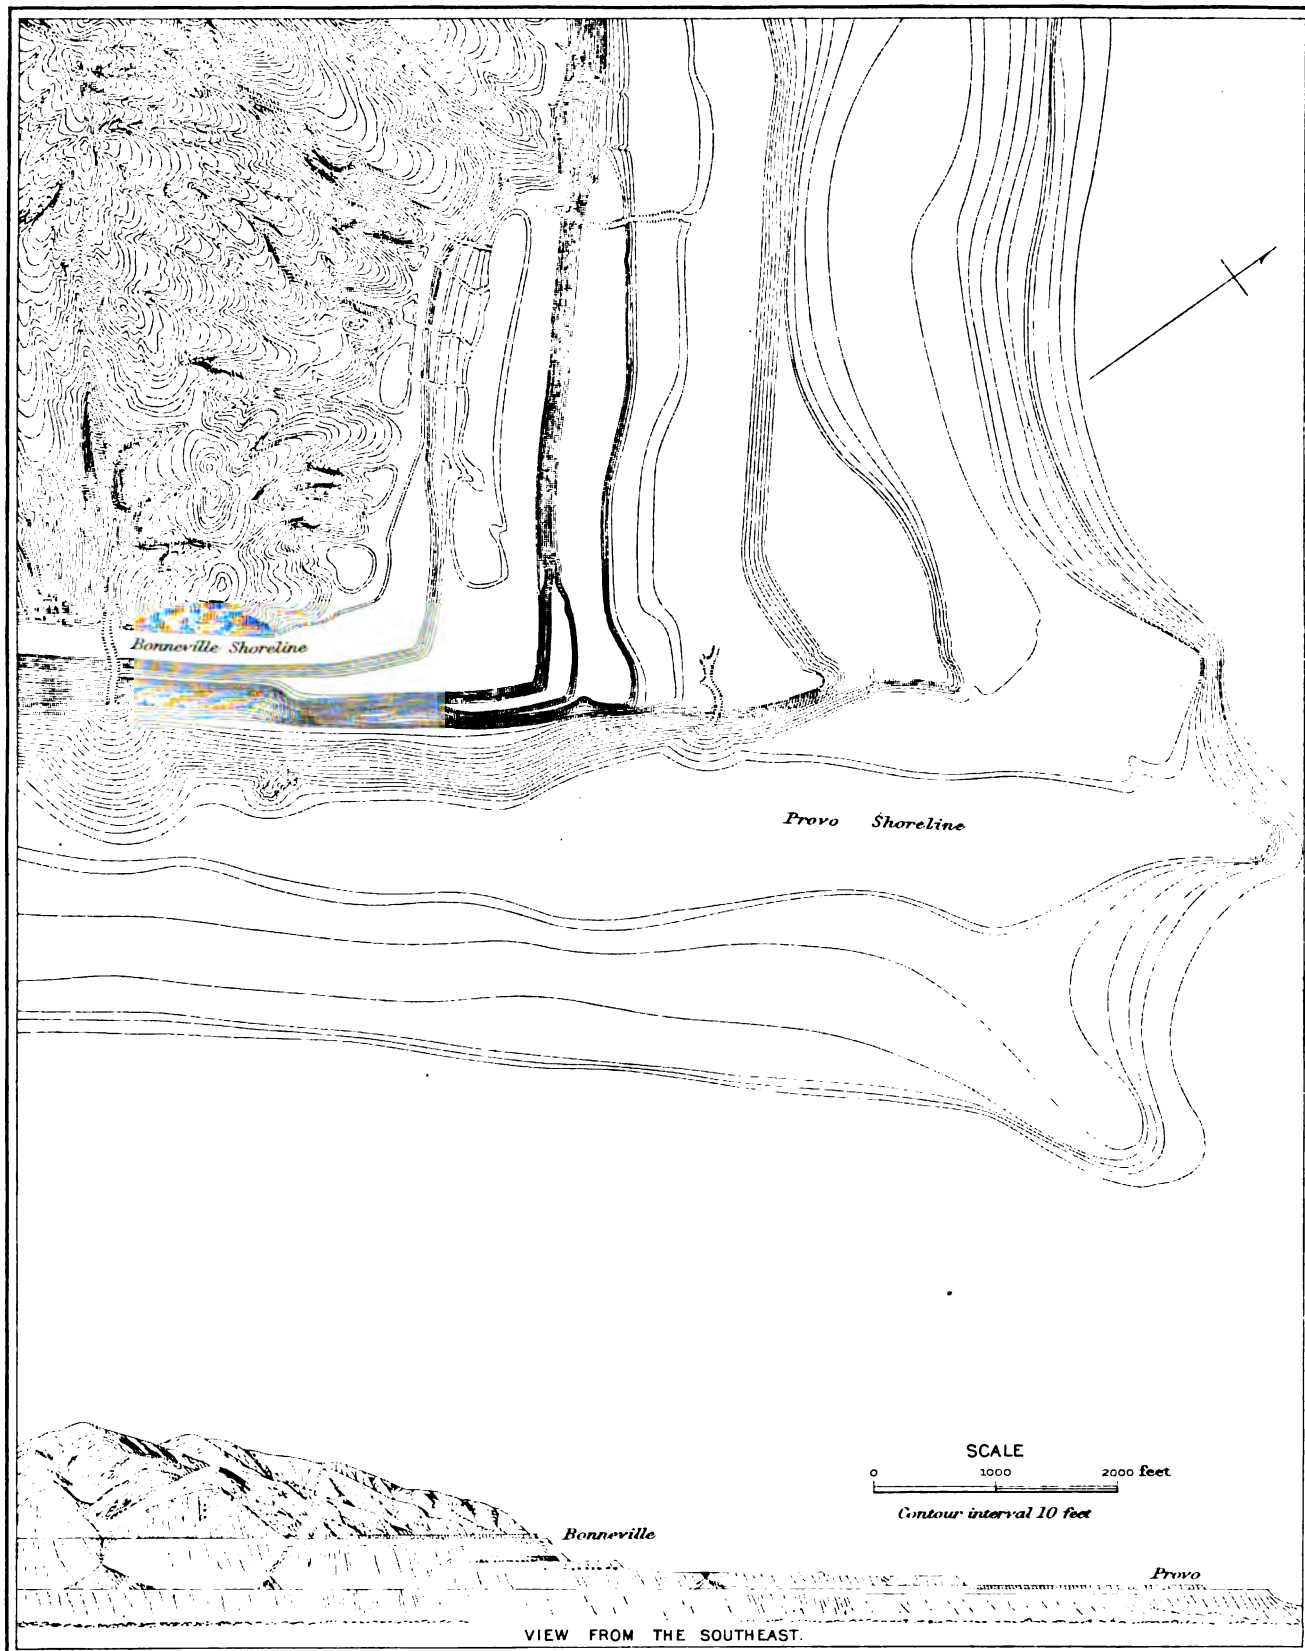 Bonneville Shoreline
Provo Shoreline
SCALE
0 1000 2000 feet
Contour interval 10 feet
Bonneville
Provo
VIEW FROM THE SOUTHEAST.